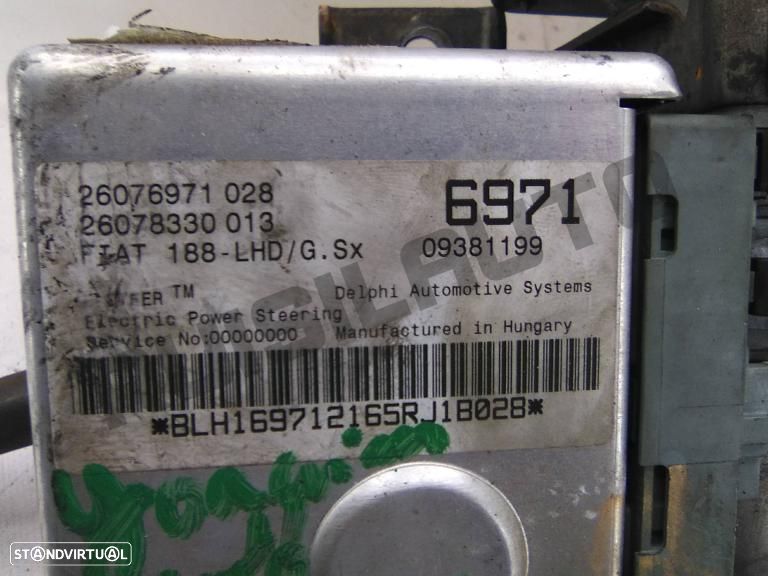 26076971 028
6971
26078330 013
FIAT 188-LHD/G.Sx
09381199
TM
Delphi Automotive Systems
Electric Power Steering
Service No:00000000
Manufactured in Hungary
*BLH169712165RJ1B028*
STANDVIRTUAL